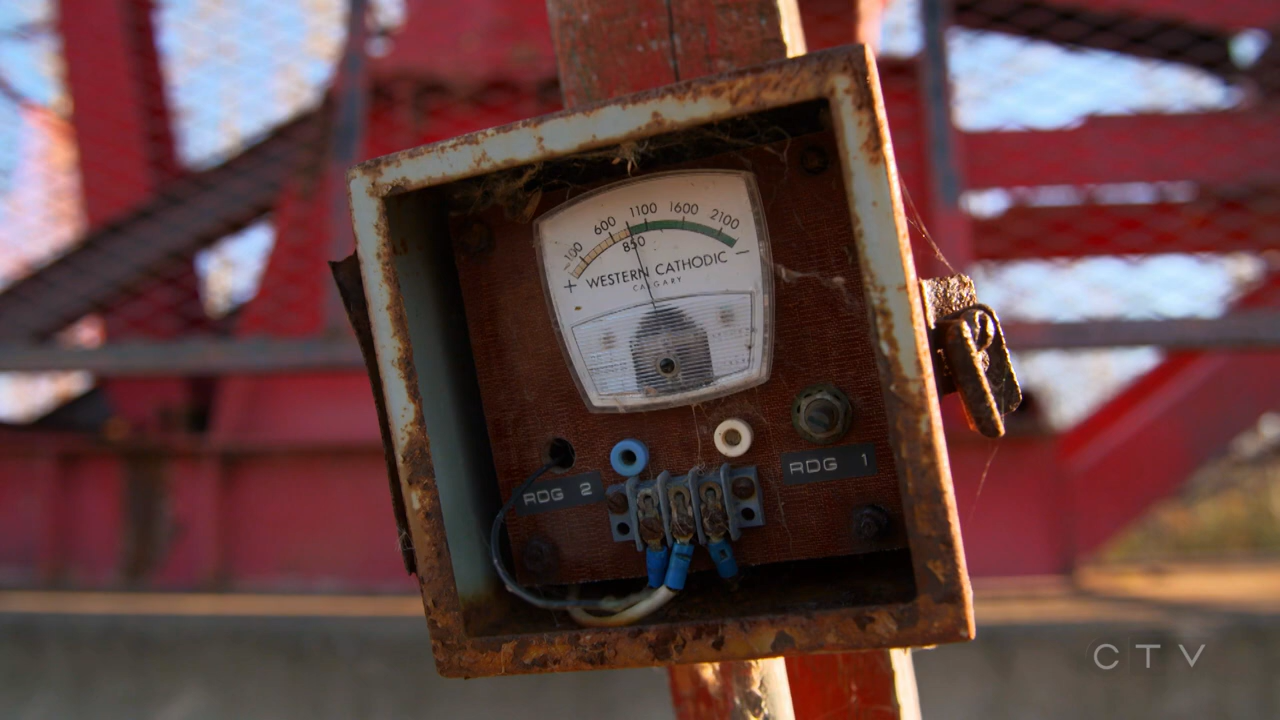 100 600 1100 1600 2100
850
+ WESTERN CATHODIC −
CALGARY
RDG 2
RDG 1
CTV